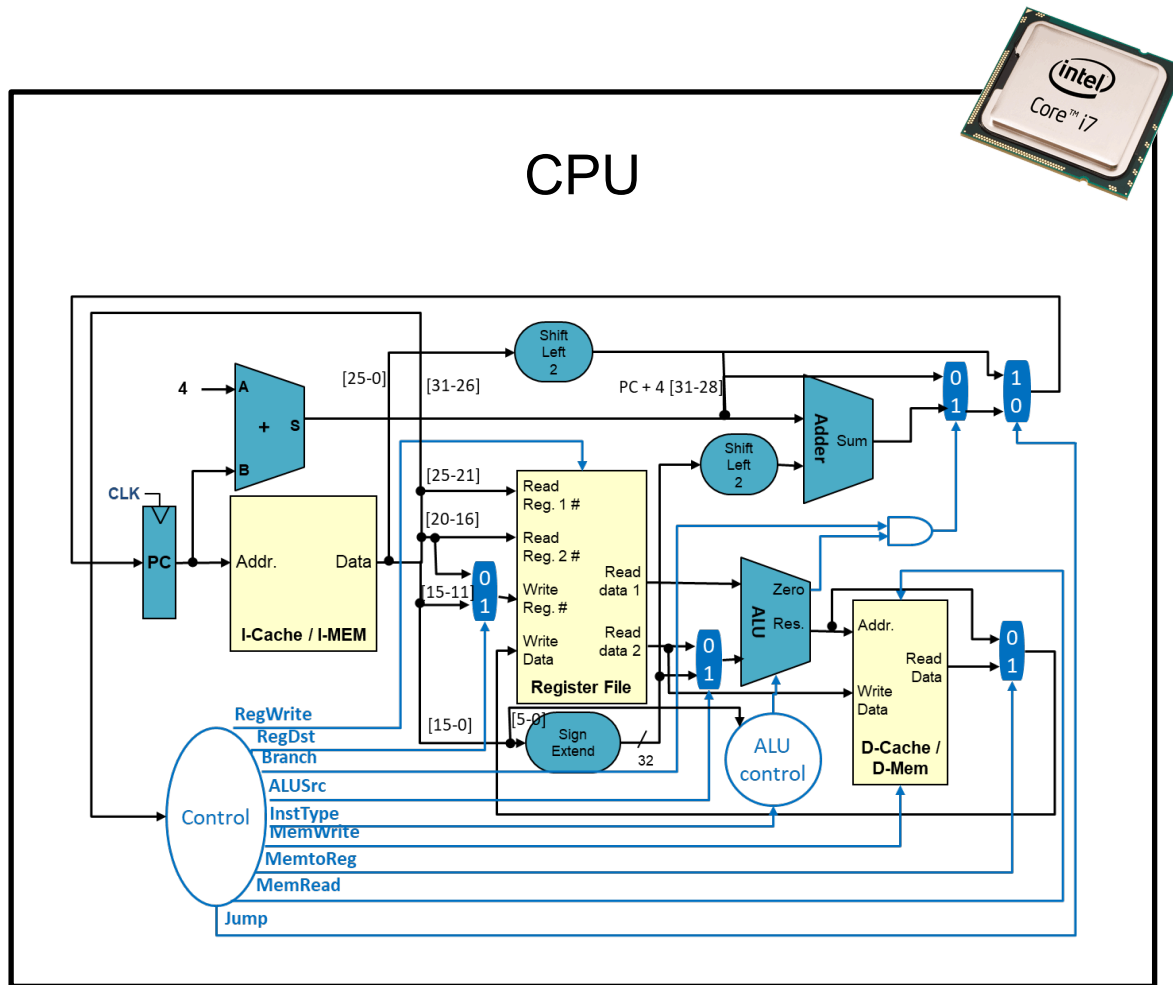 intel
Core™ i7
CPU
Shift
Left
2
[25-0]
[31-26]
PC + 4 [31-28]
0
1
1
0
4
A
B
+
S
Adder
Sum
Shift
Left
2
CLK
PC
Addr.
Data
I-Cache / I-MEM
[25-21]
[20-16]
[15-11]
0
1
Read
Reg. 1 #
Read
Reg. 2 #
Write
Reg. #
Write
Data
Read
data 1
Read
data 2
Register File
0
1
ALU
Zero
Res.
Addr.
Read
Data
Write
Data
D-Cache /
D-Mem
0
1
[15-0]
[5-0]
Sign
Extend
32
ALU
control
Control
RegWrite
RegDst
Branch
ALUSrc
InstType
MemWrite
MemtoReg
MemRead
Jump